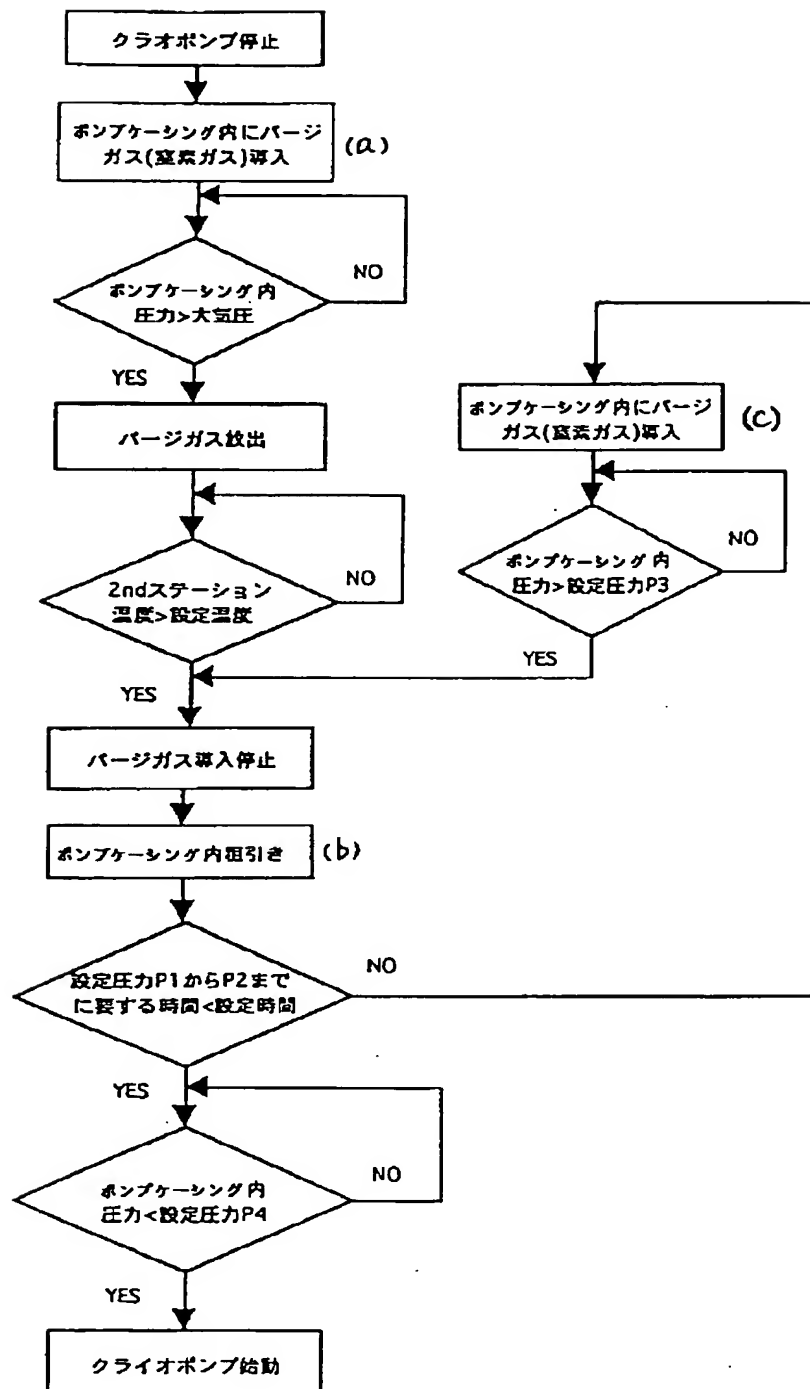 クラオポンプ停止
ポンプケーシング内にパージ
ガス(窒素ガス)導入
(a)
NO
ポンプケーシング内
圧力>大気圧
YES
パージガス放出
NO
2ndステーション
温度>設定温度
YES
ポンプケーシング内にパージ
ガス(窒素ガス)導入
(c)
NO
ポンプケーシング内
圧力>設定圧力P3
YES
パージガス導入停止
ポンプケーシング内粗引き
(b)
設定圧力P1からP2まで
に要する時間<設定時間
NO
YES
NO
ポンプケーシング内
圧力<設定圧力P4
YES
クライオポンプ始動